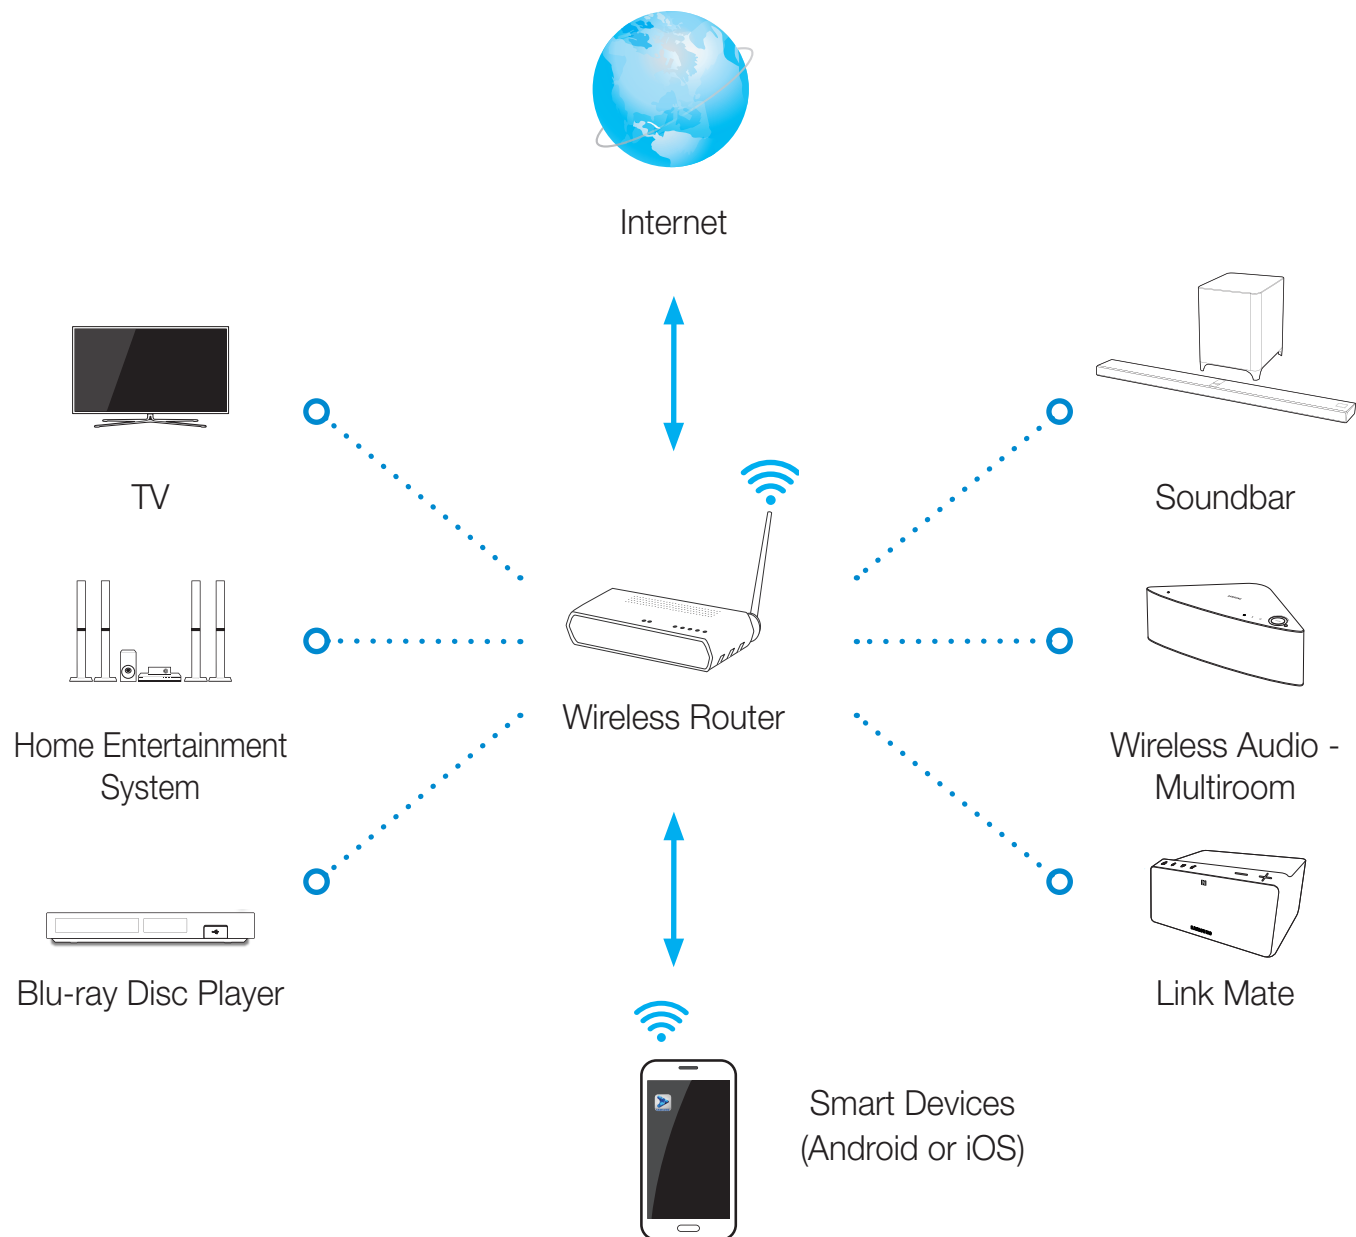 Internet
TV
Soundbar
Wireless Router
Home Entertainment
System
Wireless Audio -
Multiroom
Blu-ray Disc Player
Link Mate
Smart Devices
(Android or iOS)